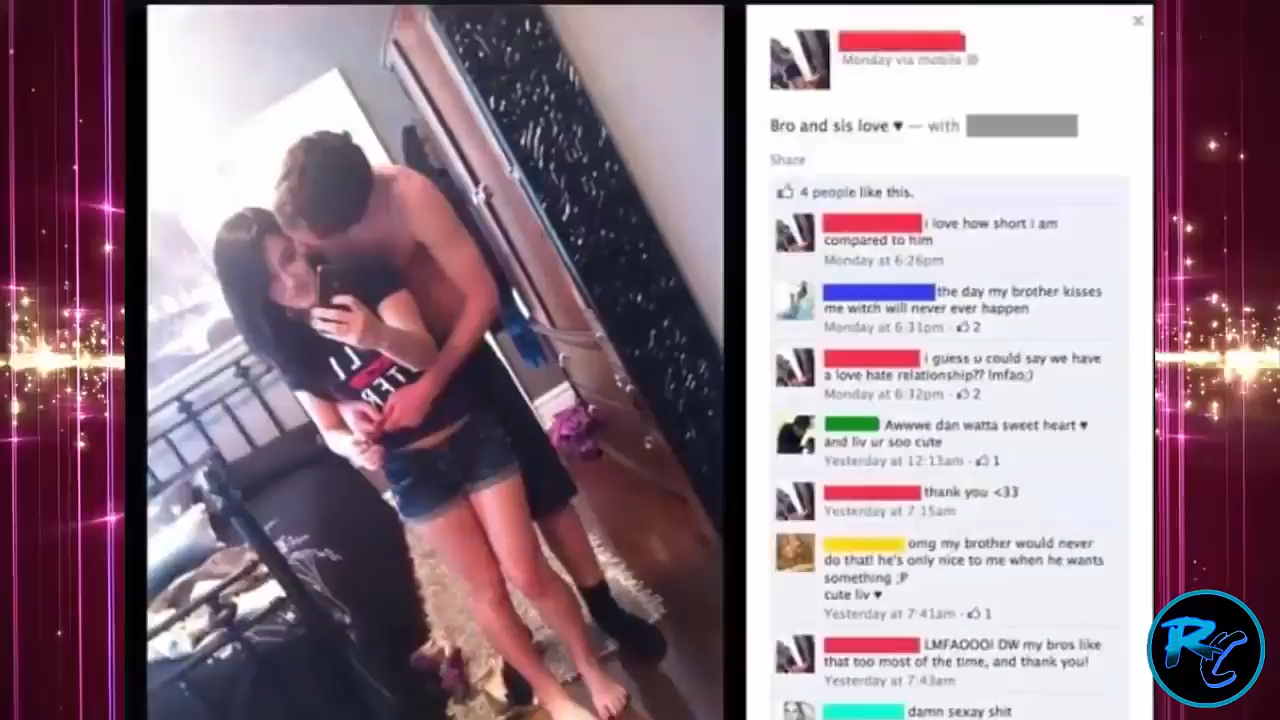 Monday via mobile
Bro and sis love ♥ — with
Share
4 people like this.
i love how short i am
compared to him
Monday at 6:26pm
the day my brother kisses
me witch will never ever happen
Monday at 6:31pm · 2
i guess u could say we have
a love hate relationship?? lmfao;)
Monday at 6:32pm · 2
Awwwe dan watta sweet heart ♥
and liv ur soo cute
Yesterday at 12:13am · 1
thank you <33
Yesterday at 7:15am
omg my brother would never
do that! he's only nice to me when he wants
something ;P
cute liv ♥
Yesterday at 7:41am · 1
LMFAOOO! DW my bros like
that too most of the time, and thank you!
Yesterday at 7:43am
damn sexay shit